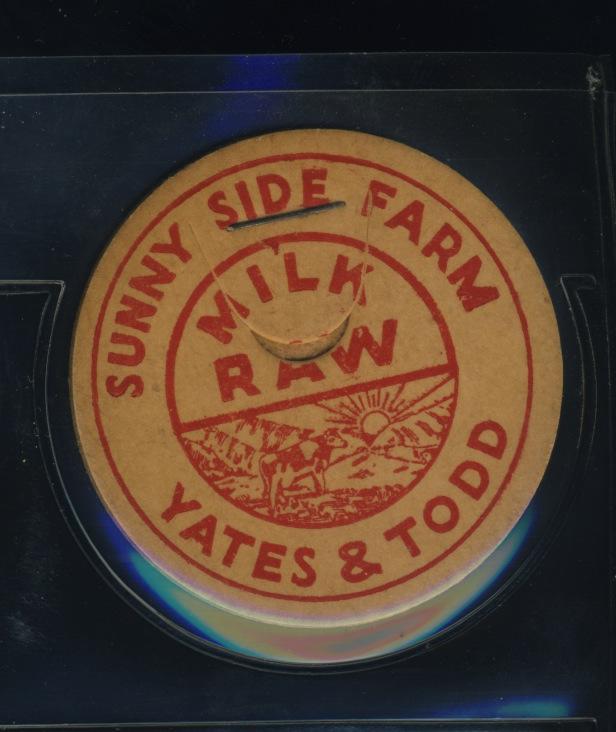 SUNNY SIDE FARM
MILK
RAW
YATES & TODD